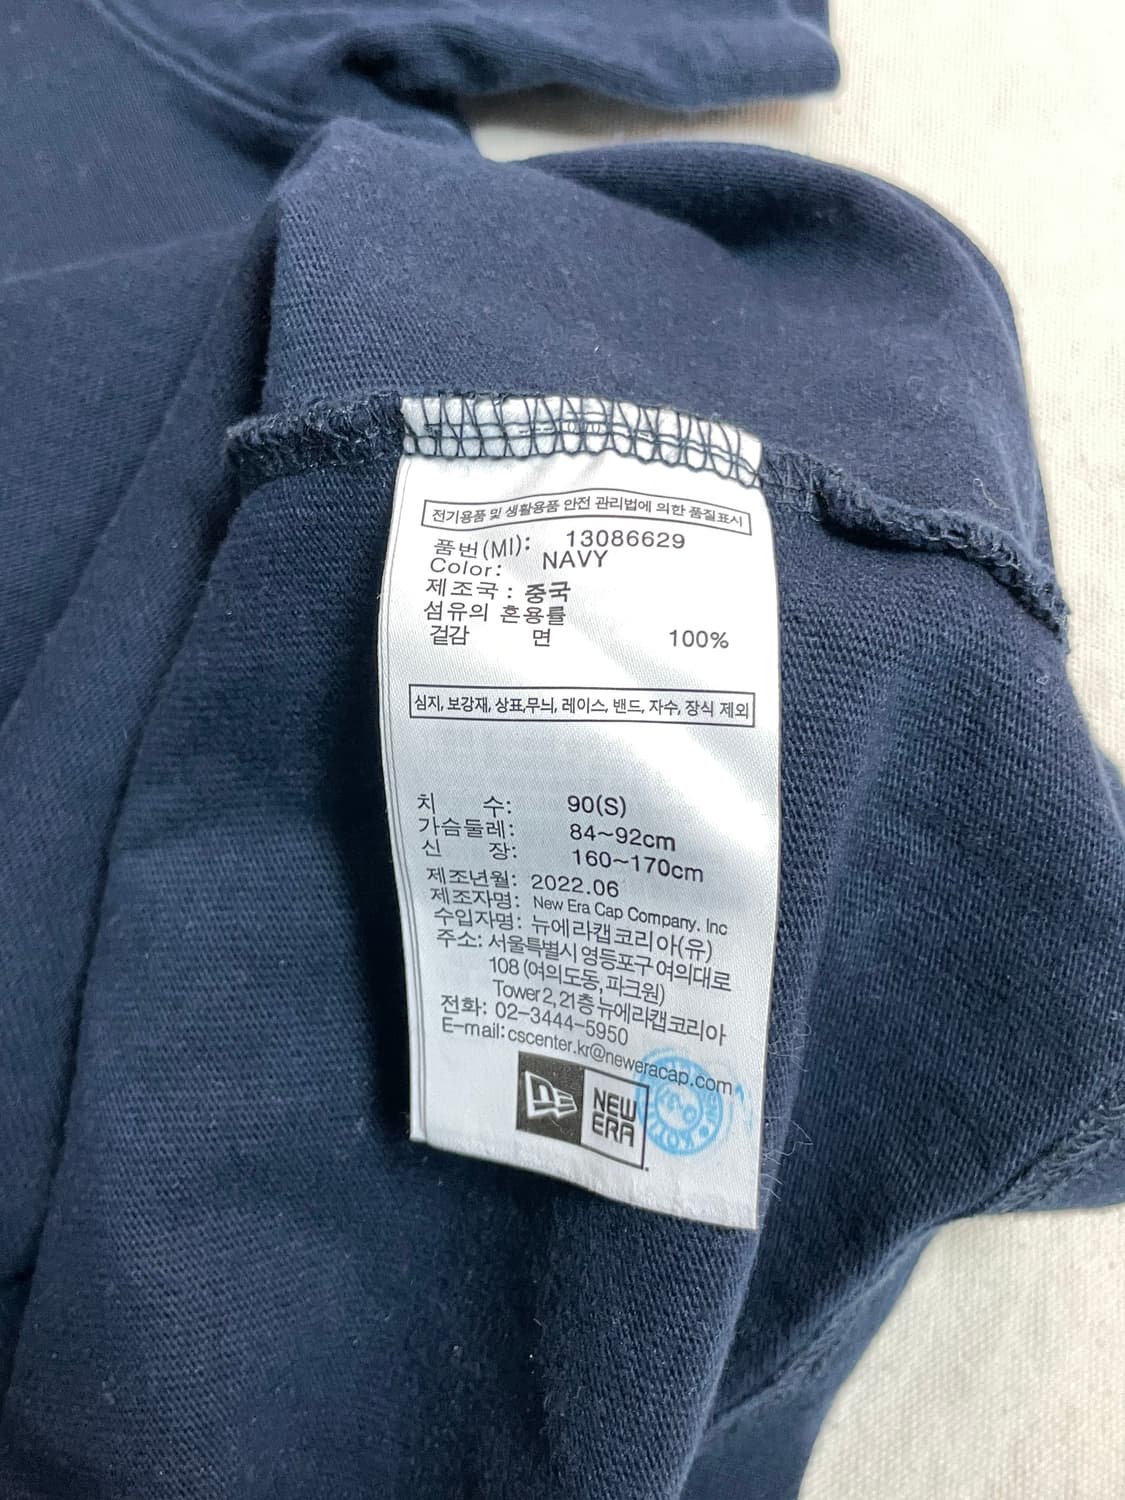 전기용품 및 생활용품 안전 관리법에 의한 품질표시
품번(MI): 13086629
Color: NAVY
제조국 : 중국
섬유의 혼용률
겉감 면 100%
심지, 보강재, 상표,무늬, 레이스, 밴드, 자수, 장식 제외
치 수: 90(S)
가슴둘레: 84~92cm
신 장: 160~170cm
제조년월: 2022.06
제조자명: New Era Cap Company. Inc
수입자명: 뉴에라캡코리아(유)
주소: 서울특별시 영등포구 여의대로
108 (여의도동, 파크원)
Tower 2, 21층 뉴에라캡코리아
전화: 02-3444-5950
E-mail: cscenter.kr@neweracap.com
NEW
ERA